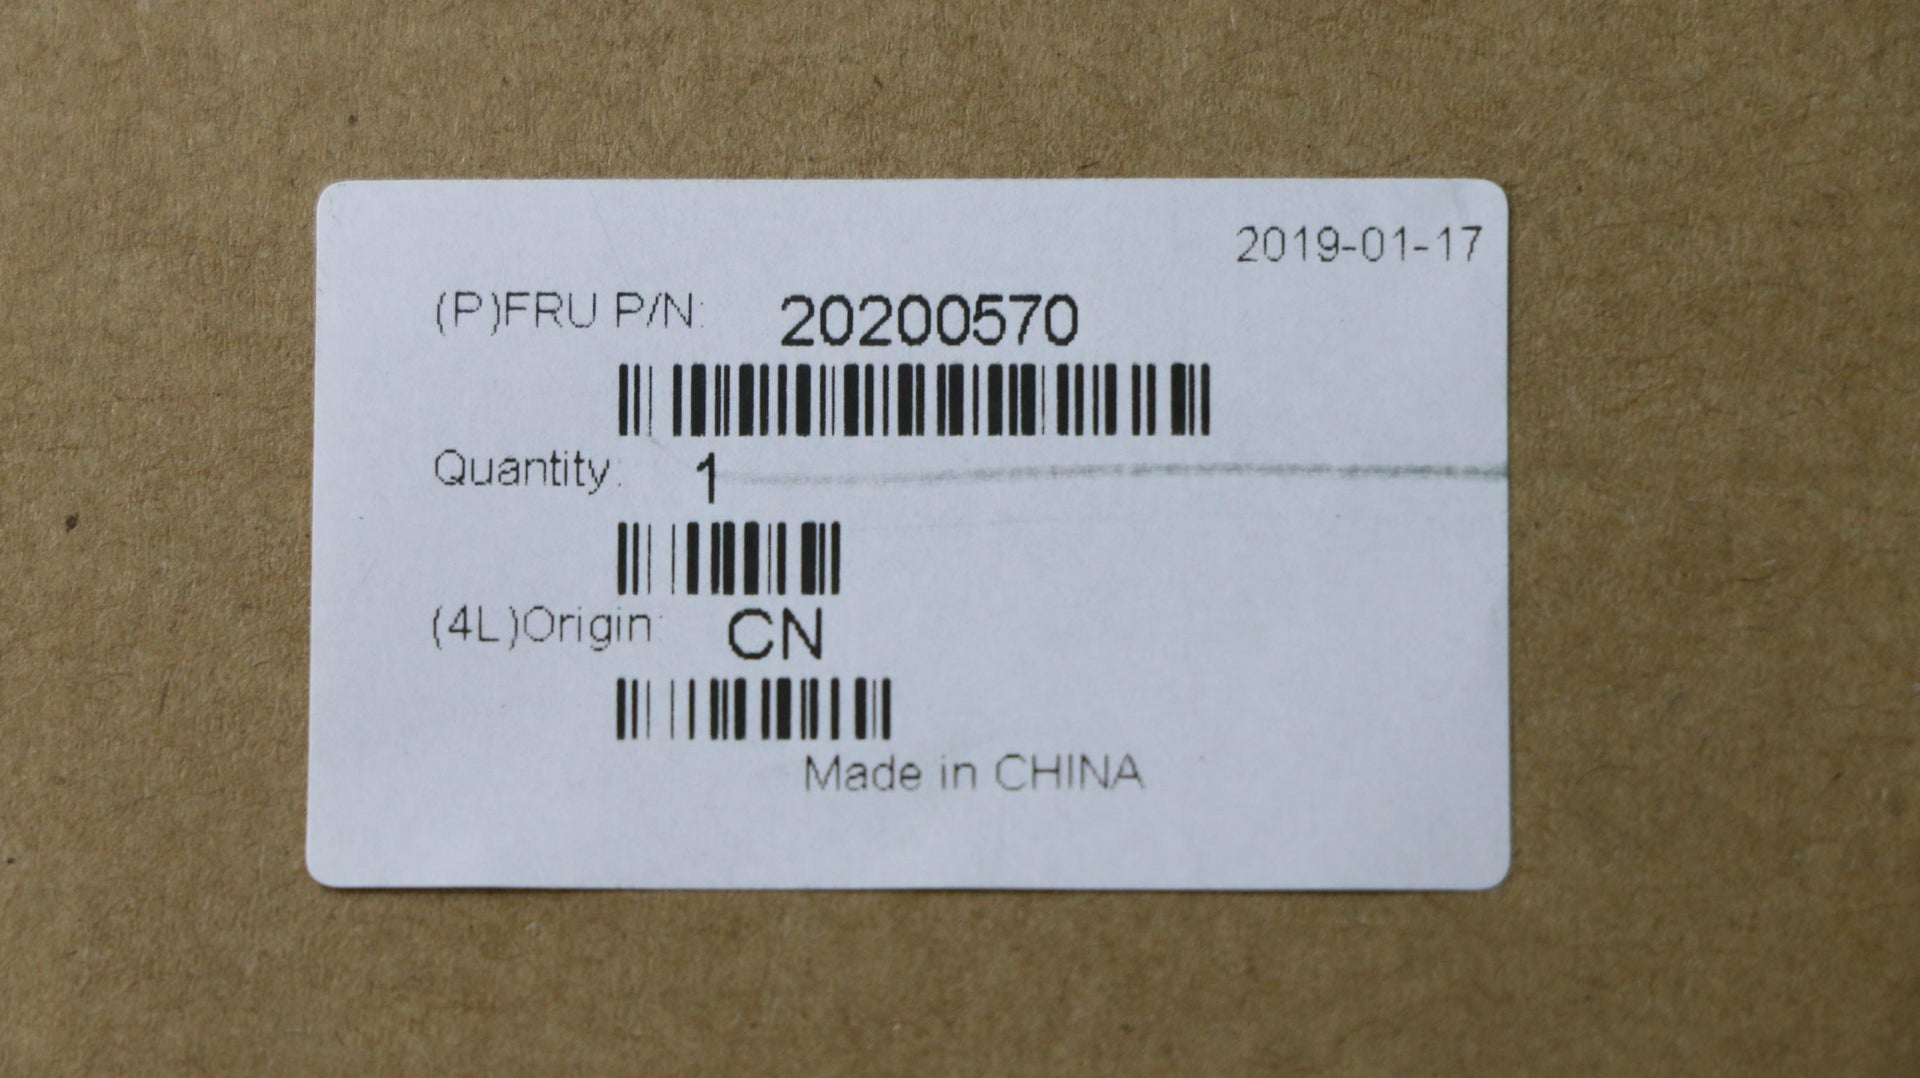 2019-01-17
(P)FRU P/N: 20200570
Quantity: 1
(4L)Origin: CN
Made in CHINA